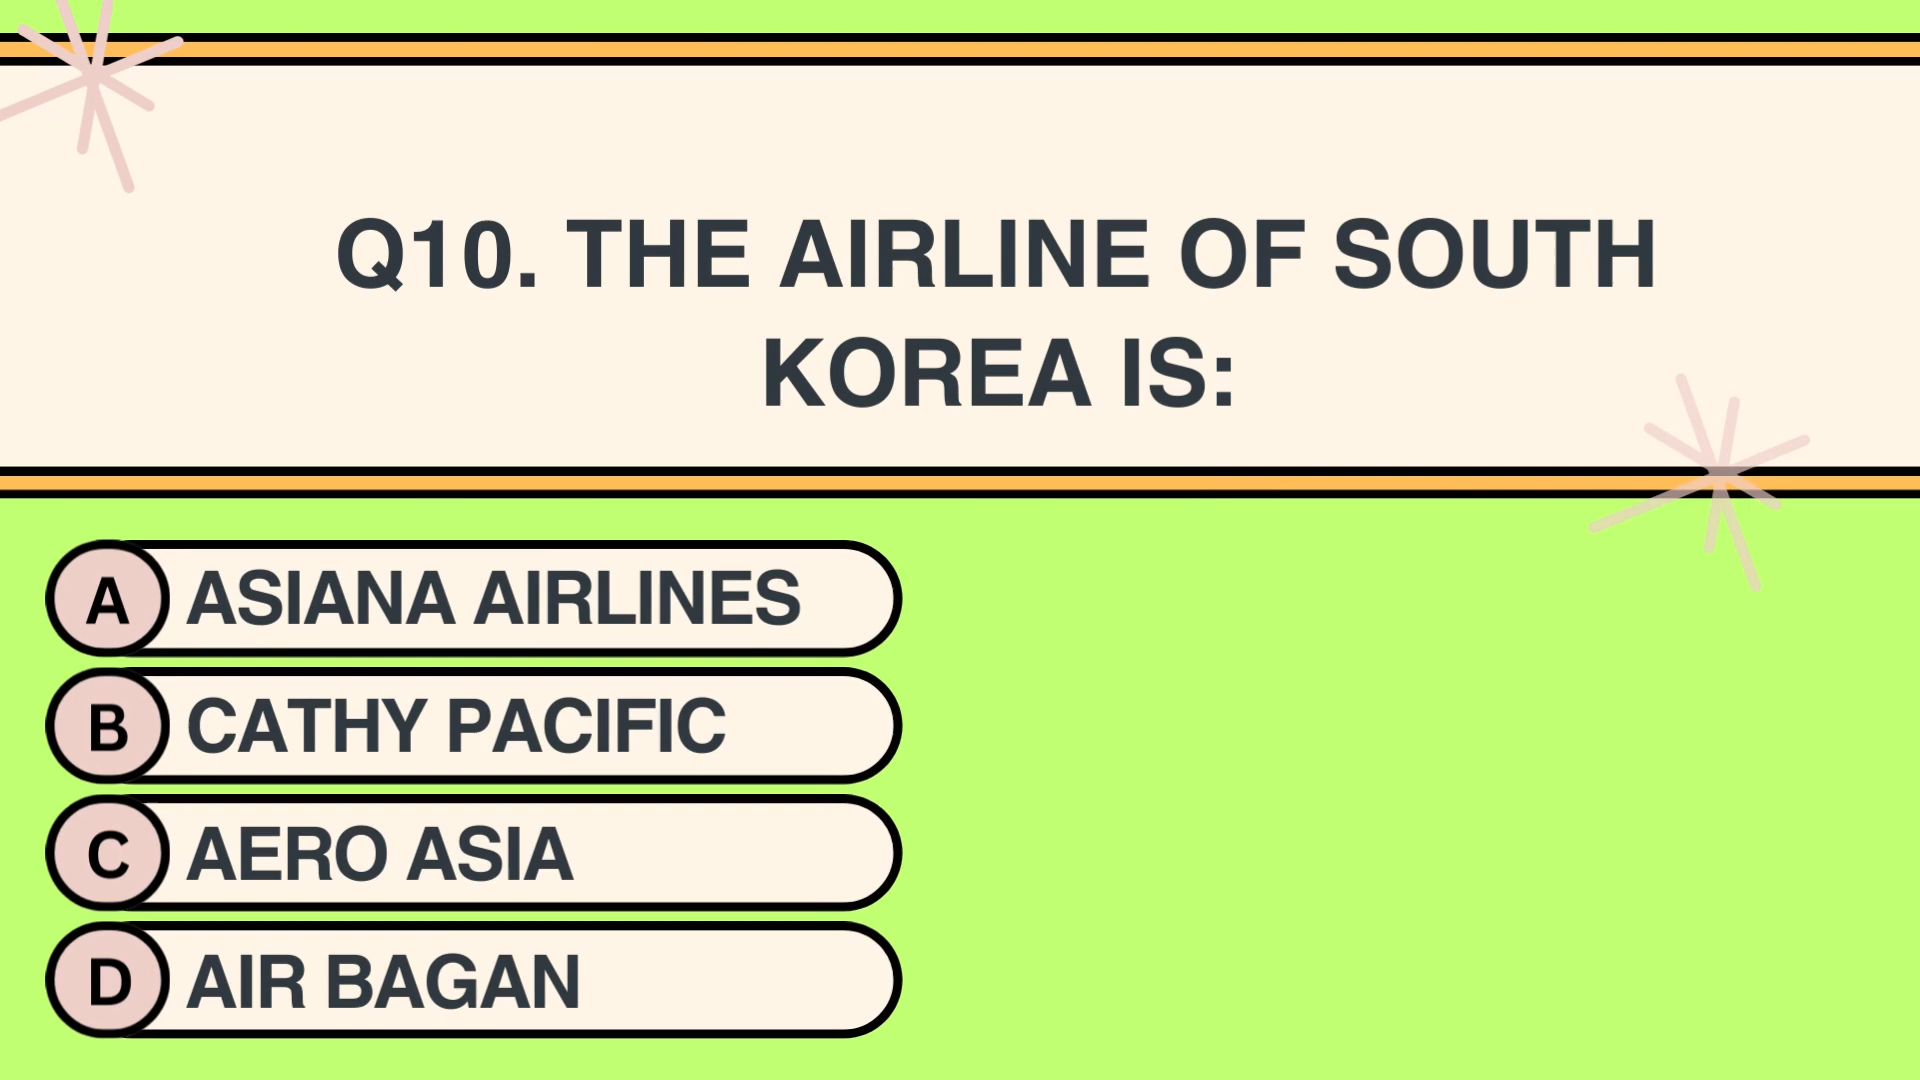 Q10. THE AIRLINE OF SOUTH
KOREA IS:
A ASIANA AIRLINES
B CATHY PACIFIC
C AERO ASIA
D AIR BAGAN